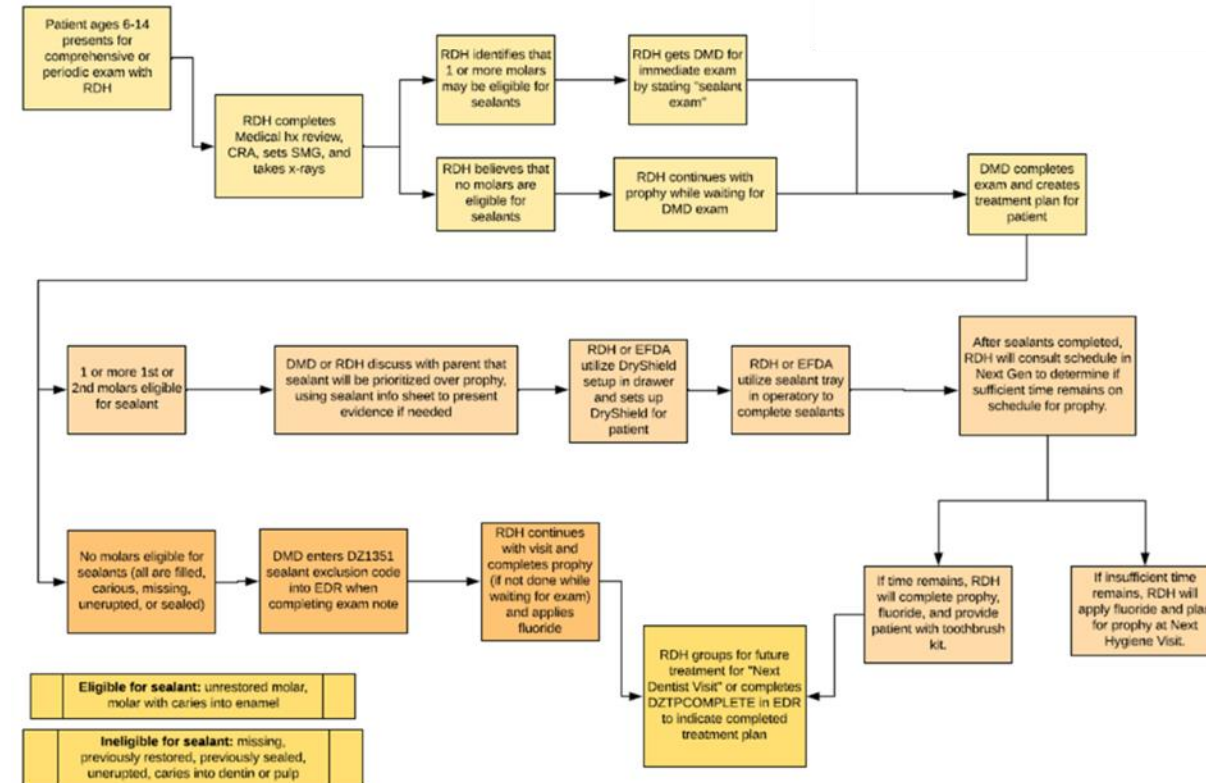 Patient ages 6-14
presents for
comprehensive or
periodic exam with
RDH
RDH completes
Medical hx review,
CRA, sets SMG, and
takes x-rays
RDH identifies that
1 or more molars
may be eligible for
sealants
RDH gets DMD for
immediate exam
by stating "sealant
exam"
RDH believes that
no molars are
eligible for
sealants
RDH continues with
prophy while waiting for
DMD exam
DMD completes
exam and creates
treatment plan for
patient
1 or more 1st or
2nd molars eligible
for sealant
DMD or RDH discuss with parent that
sealant will be prioritized over prophy,
using sealant info sheet to present
evidence if needed
RDH or EFDA
utilize DryShield
setup in drawer
and sets up
DryShield for
patient
RDH or EFDA
utilize sealant tray
in operatory to
complete sealants
After sealants completed,
RDH will consult schedule in
Next Gen to determine if
sufficient time remains on
schedule for prophy.
No molars eligible for
sealants (all are filled,
carious, missing,
unerupted, or sealed)
DMD enters DZ1351
sealant exclusion code
into EDR when
completing exam note
RDH continues
with visit and
completes prophy
(if not done while
waiting for exam)
and applies
fluoride
If time remains, RDH
will complete prophy,
fluoride, and provide
patient with toothbrush
kit.
If insufficient time
remains, RDH will
apply fluoride and plan
for prophy at Next
Hygiene Visit.
RDH groups for future
treatment for "Next
Dentist Visit" or completes
DZTPCOMPLETE in EDR
to indicate completed
treatment plan
Eligible for sealant: unrestored molar,
molar with caries into enamel
Ineligible for sealant: missing,
previously restored, previously sealed,
unerupted, caries into dentin or pulp